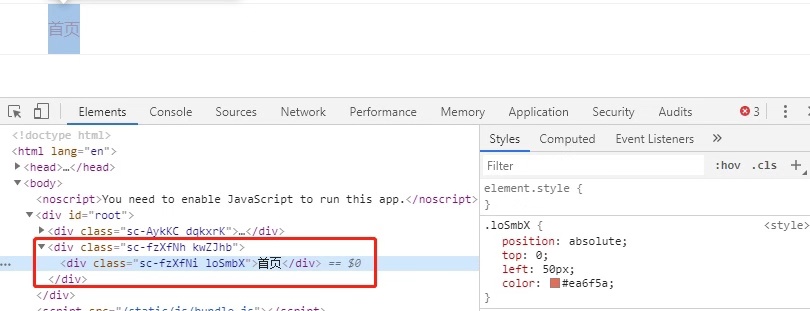 首页
Elements Console Sources Network Performance Memory Application Security Audits 3
<!doctype html>
<html lang="en">
<head>…</head>
<body>
<noscript>You need to enable JavaScript to run this app.</noscript>
<div id="root">
<div class="sc-AykKC dqkxrK">…</div>
<div class="sc-fzXfNh kwZJhb">
… <div class="sc-fzXfNi loSmbX">首页</div> == $0
</div>
</div>
<script src="/static/js/bundle.js">
Styles Computed Event Listeners »
Filter :hov .cls +
element.style {
}
.loSmbX { <style>
position: absolute;
top: 0;
left: 50px;
color: #ea6f5a;
}